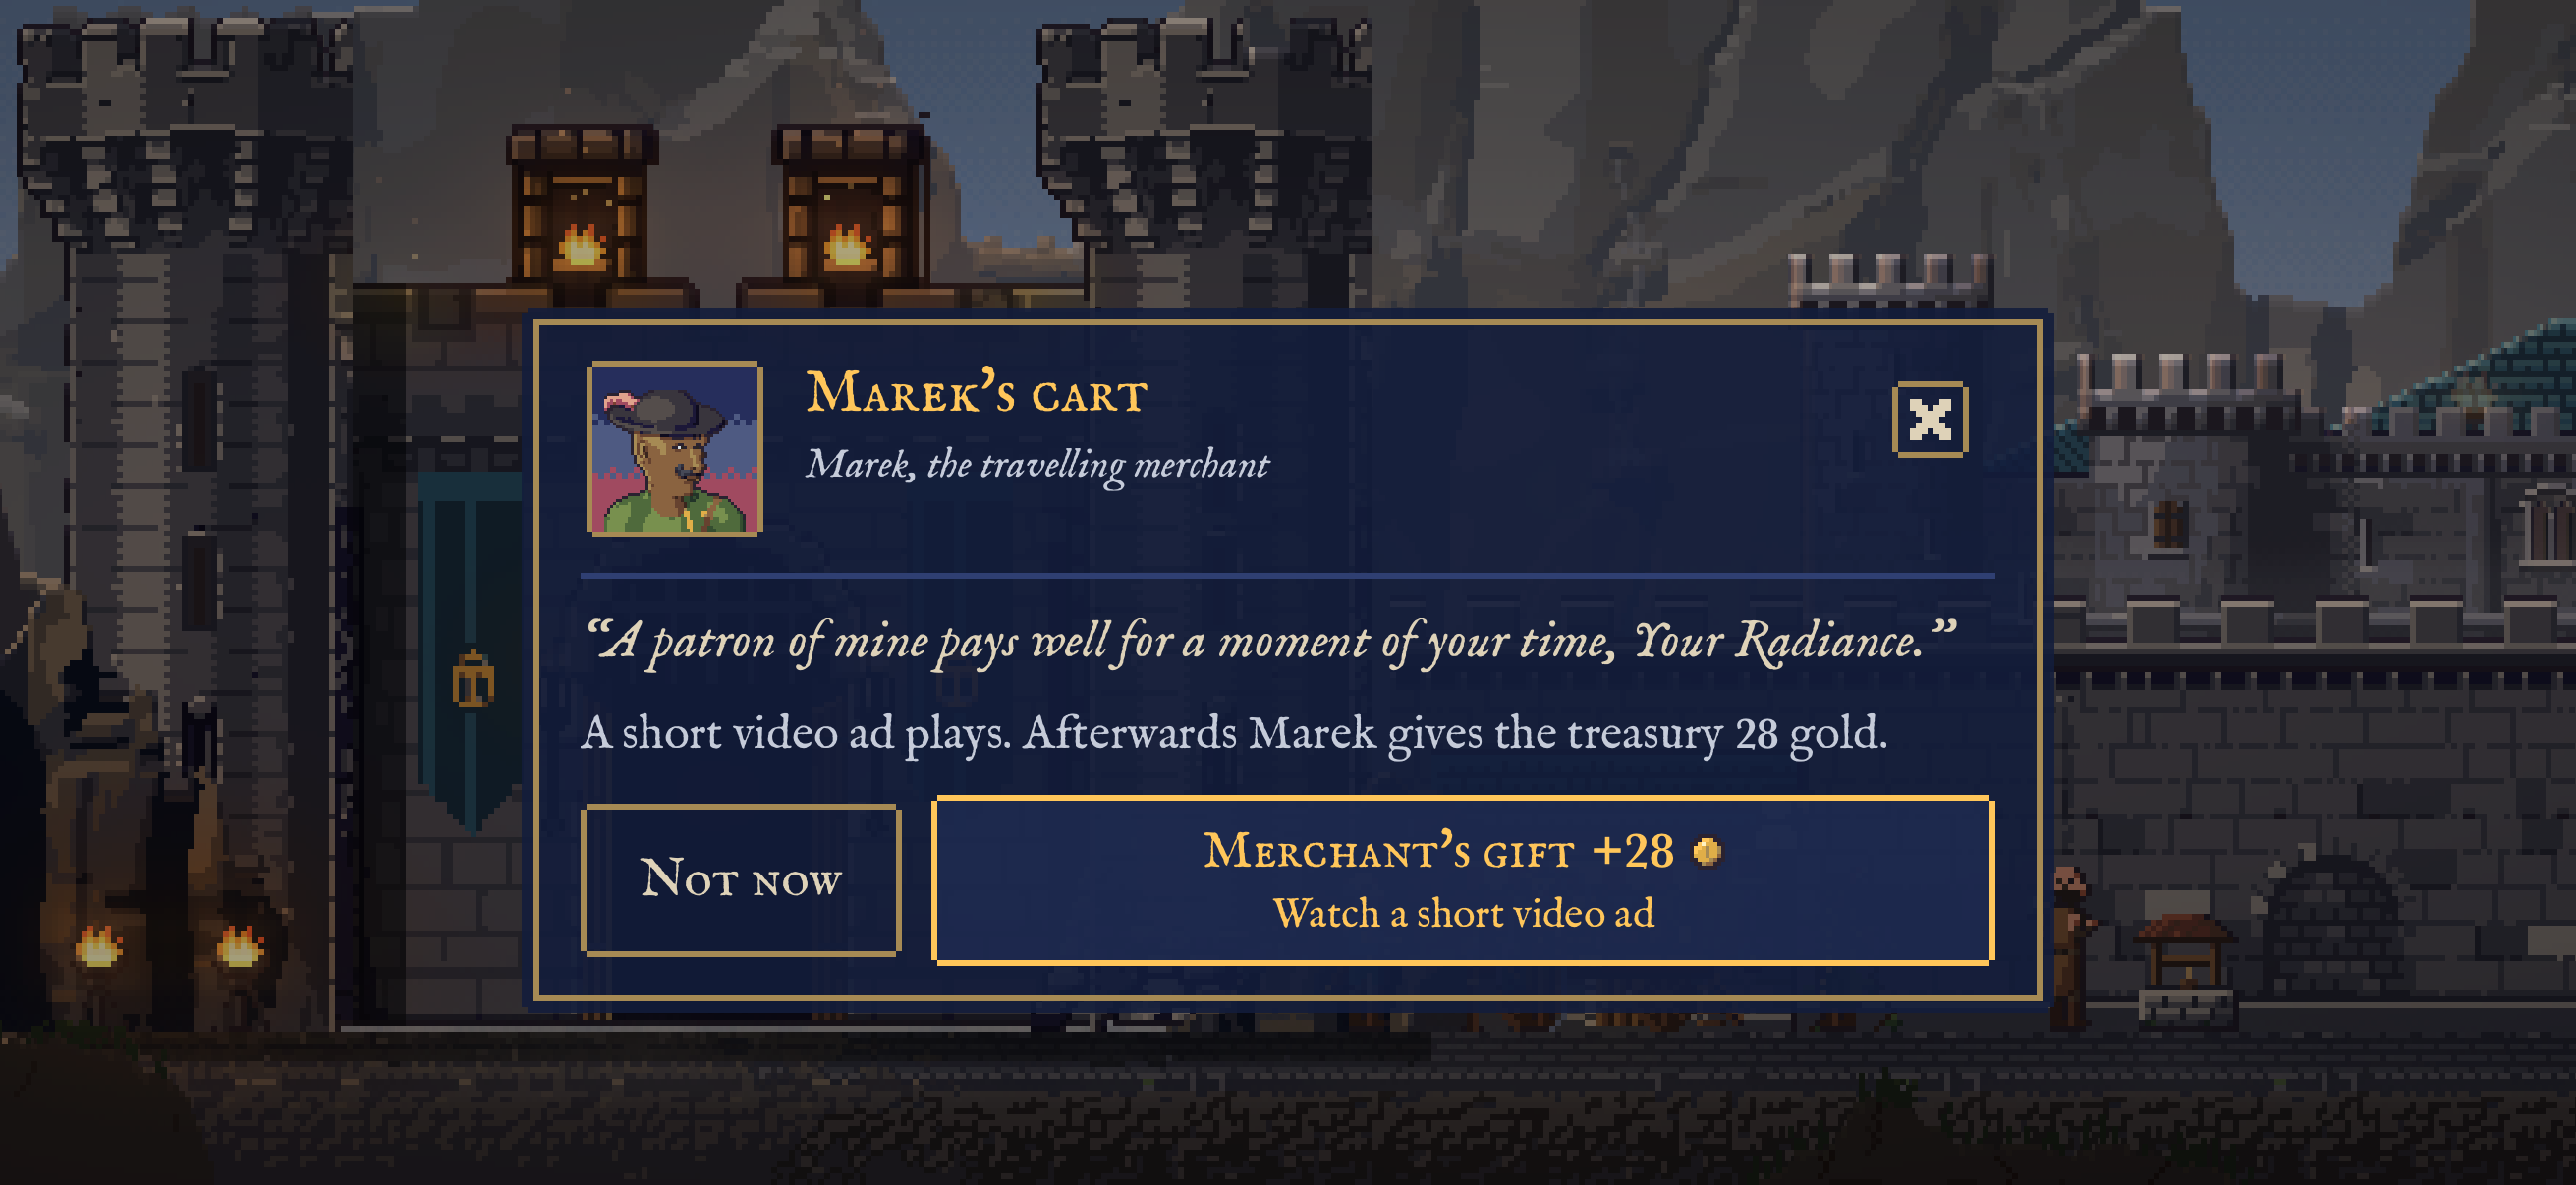 Marek's cart
Marek, the travelling merchant
“A patron of mine pays well for a moment of your time, Your Radiance.”
A short video ad plays. Afterwards Marek gives the treasury 28 gold.
Not now
Merchant's gift +28
Watch a short video ad